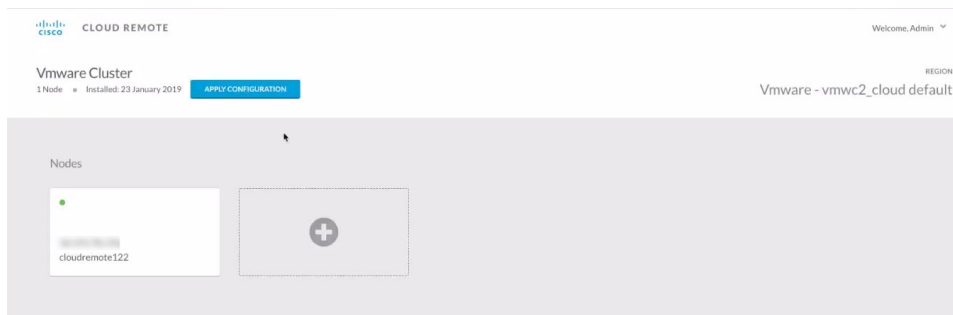 cisco CLOUD REMOTE
Welcome, Admin
Vmware Cluster
REGION
1 Node • Installed: 23 January 2019 APPLY CONFIGURATION
Vmware - vmwc2_cloud default
Nodes
cloudremote122